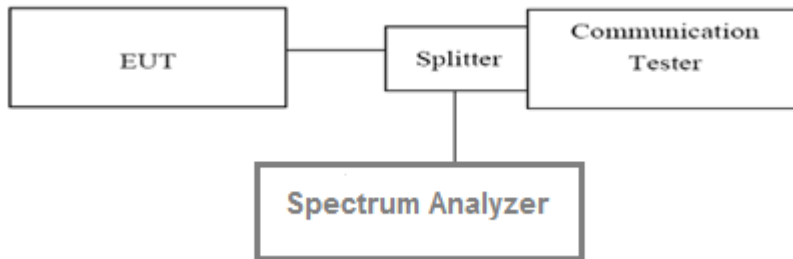 EUT
Splitter
Communication
Tester
Spectrum Analyzer